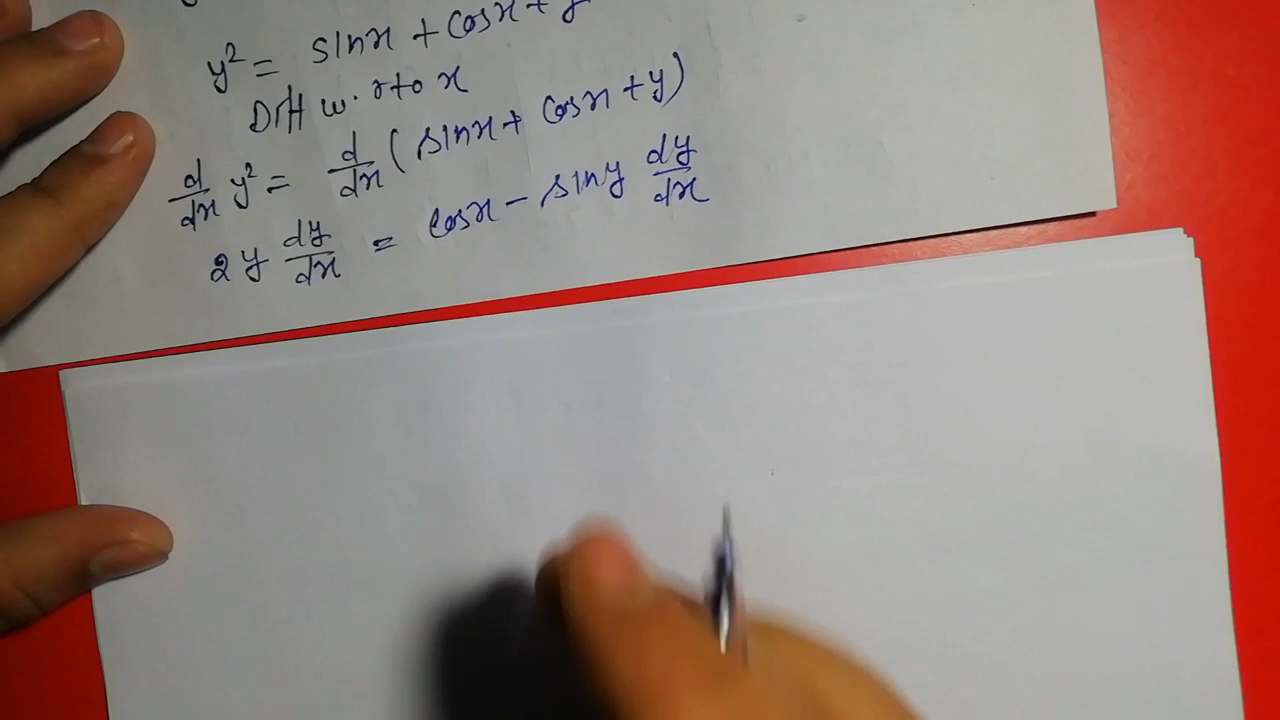 y² = sinx + cosx + y
Diff w.r to x
d/dx y² = d/dx (sinx + cosx + y)
2y dy/dx = cosx - siny dy/dx